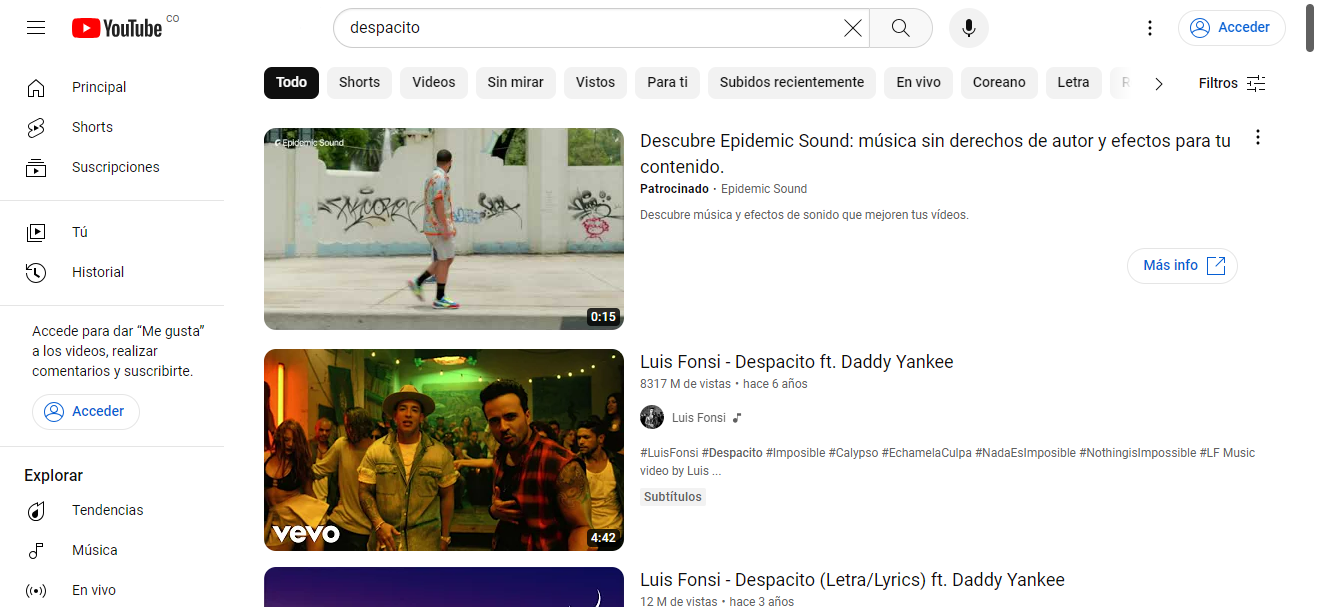 YouTube CO
despacito
Acceder
Todo
Shorts
Videos
Sin mirar
Vistos
Para ti
Subidos recientemente
En vivo
Coreano
Letra
Filtros
Principal
Shorts
Suscripciones
Tú
Historial
Accede para dar “Me gusta”
a los videos, realizar
comentarios y suscribirte.
Acceder
Explorar
Tendencias
Música
En vivo
Epidemic Sound
0:15
Descubre Epidemic Sound: música sin derechos de autor y efectos para tu
contenido.
Patrocinado · Epidemic Sound
Descubre música y efectos de sonido que mejoren tus vídeos.
Más info
vevo
4:42
Luis Fonsi - Despacito ft. Daddy Yankee
8317 M de vistas • hace 6 años
Luis Fonsi
#LuisFonsi #Despacito #Imposible #Calypso #EchamelaCulpa #NadaEsImposible #NothingisImpossible #LF Music
video by Luis ...
Subtítulos
Luis Fonsi - Despacito (Letra/Lyrics) ft. Daddy Yankee
12 M de vistas • hace 3 años